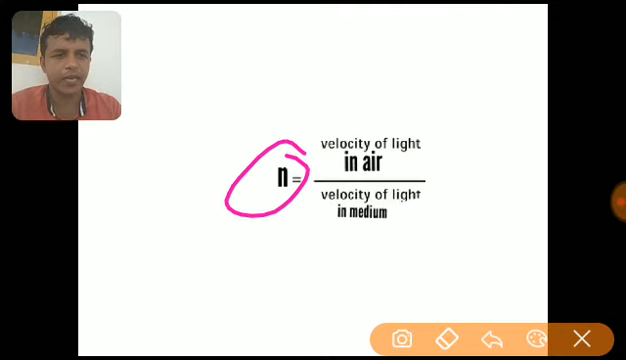 velocity of light
in air
n =
velocity of light
in medium